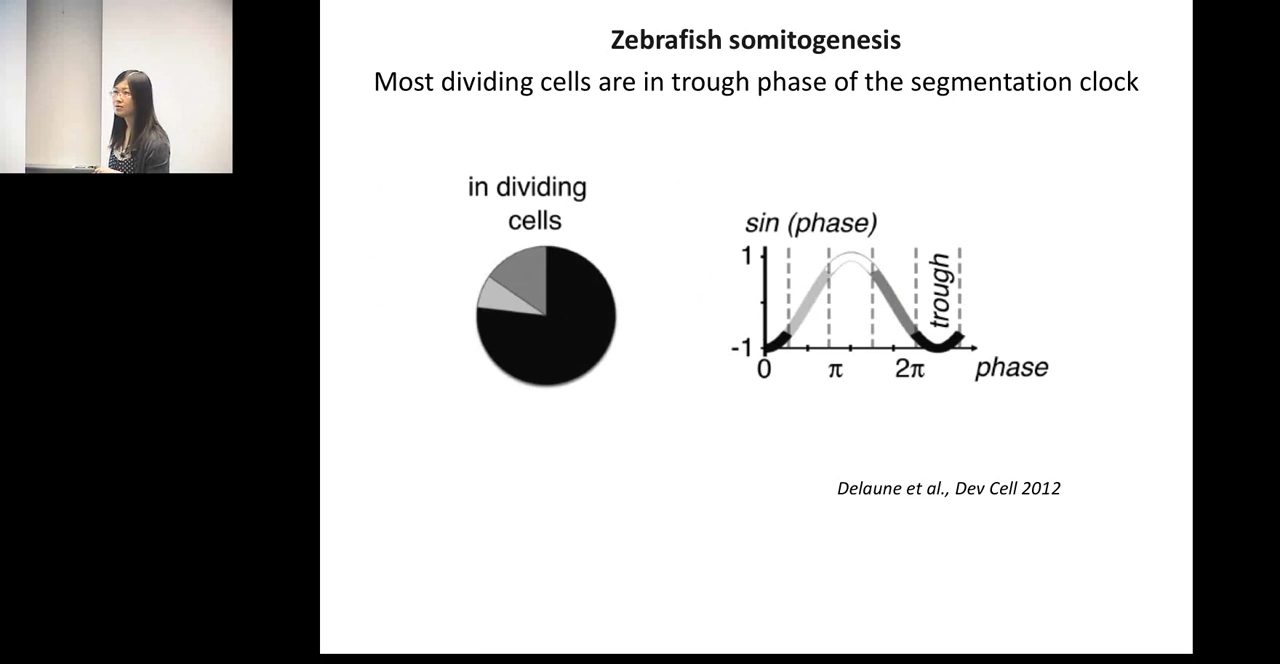 Zebrafish somitogenesis
Most dividing cells are in trough phase of the segmentation clock
in dividing
cells
sin (phase)
1
trough
-1
0
π
2π
phase
Delaune et al., Dev Cell 2012